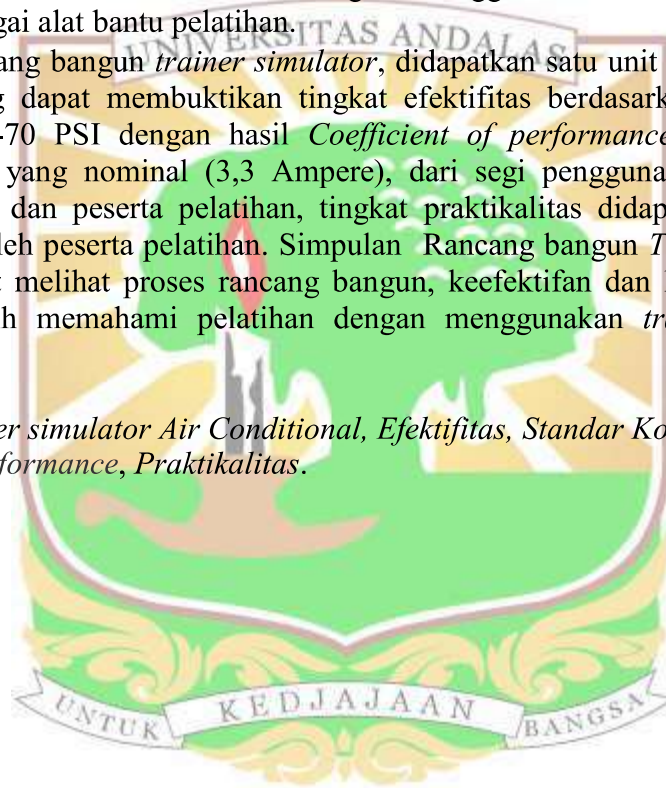 gai alat bantu pelatihan.
UNIVERSITAS ANDALAS
ang bangun trainer simulator, didapatkan satu unit
g dapat membuktikan tingkat efektifitas berdasark
-70 PSI dengan hasil Coefficient of performance
yang nominal (3,3 Ampere), dari segi pengguna
dan peserta pelatihan, tingkat praktikalitas didap
leh peserta pelatihan. Simpulan Rancang bangun T
t melihat proses rancang bangun, keefektifan dan
h memahami pelatihan dengan menggunakan tr
er simulator Air Conditional, Efektifitas, Standar Ko
rformance, Praktikalitas.
UNTUK KEDJAJAAN BANGSA